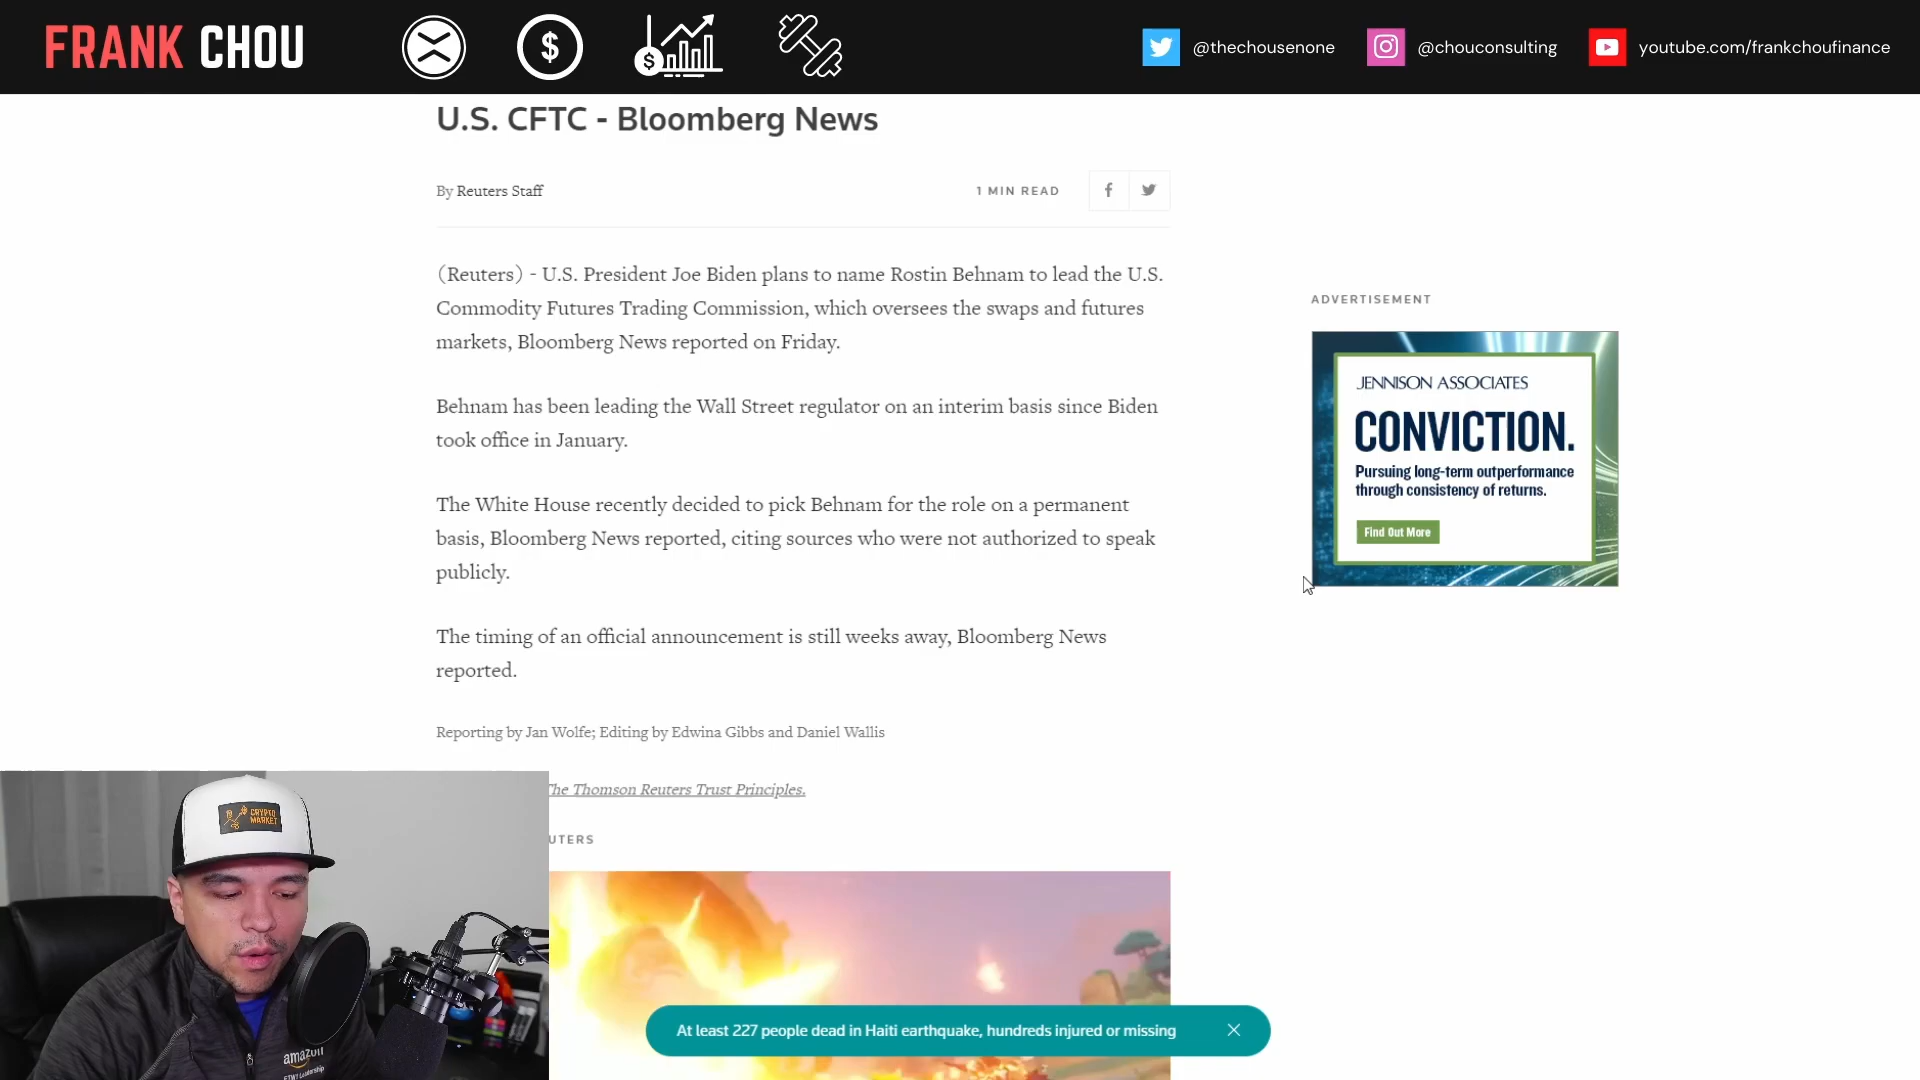 FRANK CHOU
$
$
@thechousenone
@chouconsulting
youtube.com/frankchoufinance
U.S. CFTC - Bloomberg News
By Reuters Staff
1 MIN READ
(Reuters) - U.S. President Joe Biden plans to name Rostin Behnam to lead the U.S.
Commodity Futures Trading Commission, which oversees the swaps and futures
markets, Bloomberg News reported on Friday.
Behnam has been leading the Wall Street regulator on an interim basis since Biden
took office in January.
The White House recently decided to pick Behnam for the role on a permanent
basis, Bloomberg News reported, citing sources who were not authorized to speak
publicly.
The timing of an official announcement is still weeks away, Bloomberg News
reported.
Reporting by Jan Wolfe; Editing by Edwina Gibbs and Daniel Wallis
The Thomson Reuters Trust Principles.
UTERS
ADVERTISEMENT
JENNISON ASSOCIATES
CONVICTION.
Pursuing long-term outperformance
through consistency of returns.
Find Out More
CRYPTO
MARKET
amazon
Leadership
At least 227 people dead in Haiti earthquake, hundreds injured or missing